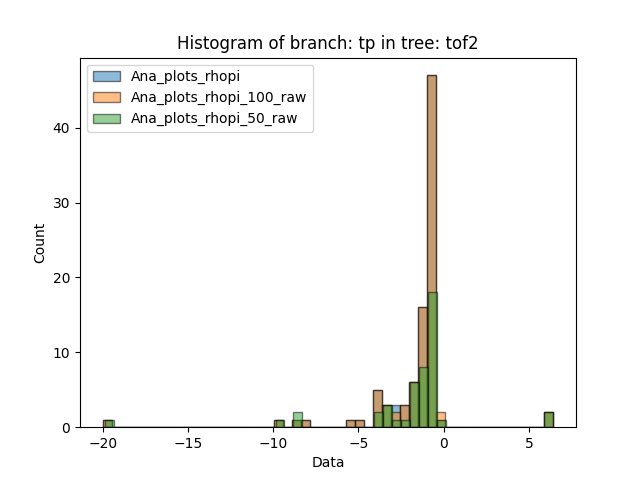 Histogram of branch: tp in tree: tof2
Ana_plots_rhopi
Ana_plots_rhopi_100_raw
Ana_plots_rhopi_50_raw
Count
40
30
20
10
0
−20
−15
−10
−5
0
5
Data